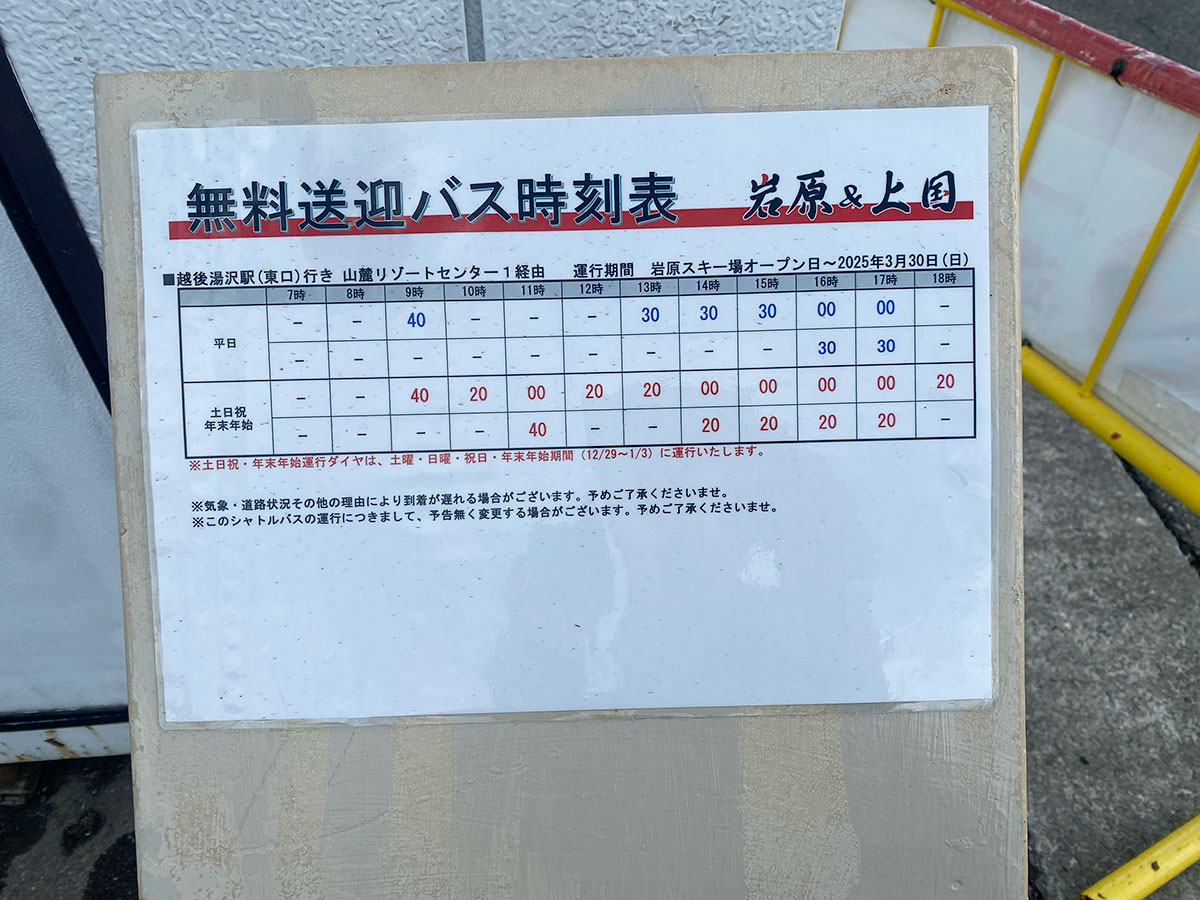 無料送迎バス時刻表 岩原&上国
■越後湯沢駅(東口)行き 山麓リゾートセンター1経由 運行期間 岩原スキー場オープン日～2025年3月30日(日)
7時 8時 9時 10時 11時 12時 13時 14時 15時 16時 17時 18時
平日
– – 40 – – – 30 30 30 00 00 –
– – – – – – – – – 30 30 –
土日祝
年末年始
– – 40 20 00 20 20 00 00 00 00 20
– – – – 40 – – 20 20 20 20 –
※土日祝・年末年始運行ダイヤは、土曜・日曜・祝日・年末年始期間（12/29～1/3）に運行いたします。
※気象・道路状況その他の理由により到着が遅れる場合がございます。予めご了承くださいませ。
※このシャトルバスの運行につきまして、予告無く変更する場合がございます。予めご了承くださいませ。